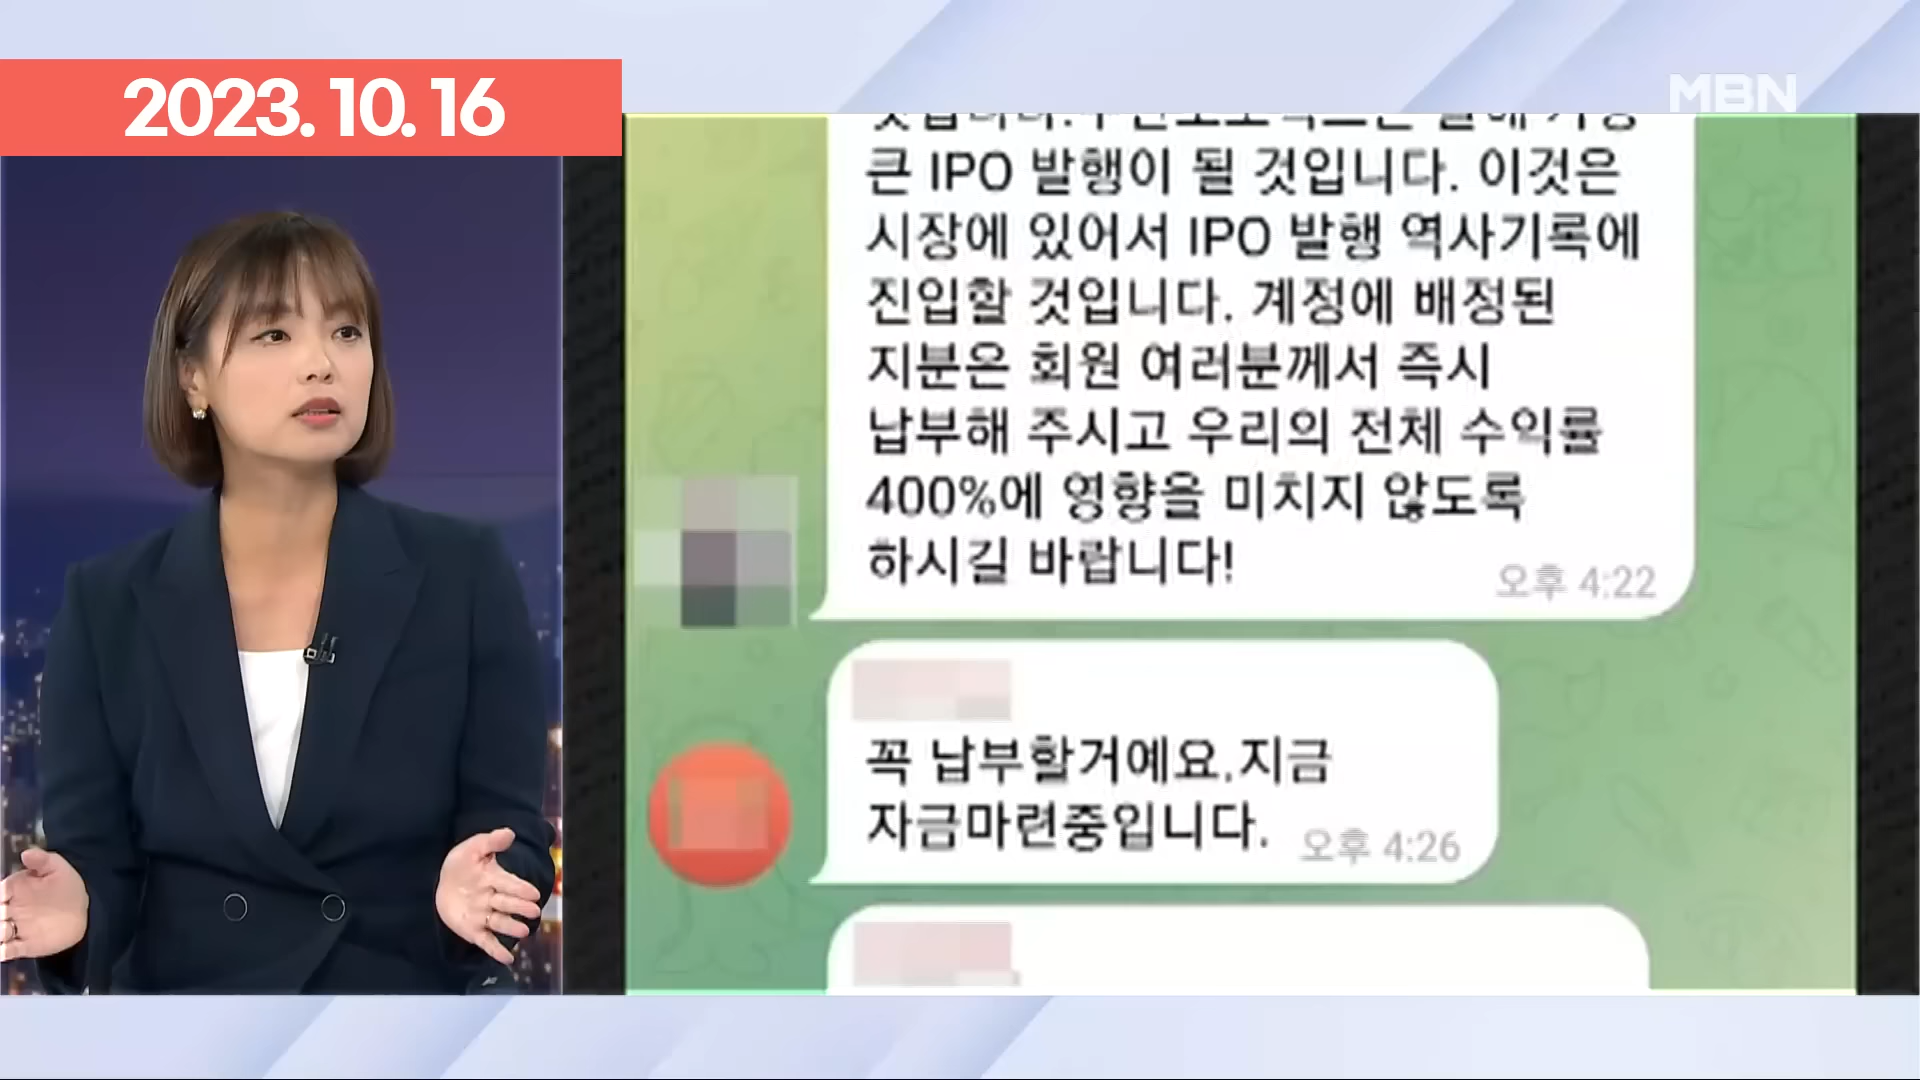 2023. 10. 16
MBN
큰 IPO 발행이 될 것입니다. 이것은
시장에 있어서 IPO 발행 역사기록에
진입할 것입니다. 계정에 배정된
지분은 회원 여러분께서 즉시
납부해 주시고 우리의 전체 수익률
400%에 영향을 미치지 않도록
하시길 바랍니다!
오후 4:22
꼭 납부할거예요.지금
자금마련중입니다.
오후 4:26